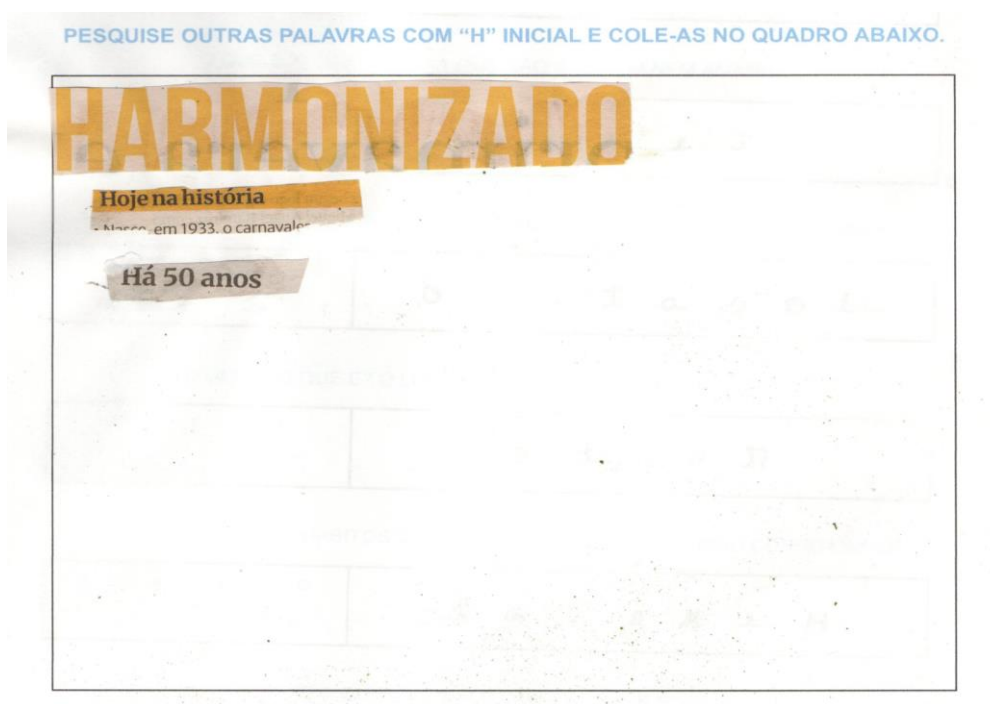 PESQUISE OUTRAS PALAVRAS COM “H” INICIAL E COLE-AS NO QUADRO ABAIXO.
HARMONIZADO
Hoje na história
em 1933, o carnavales
Há 50 anos